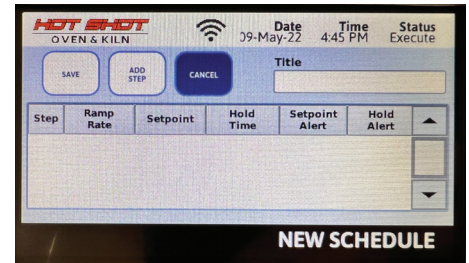 HOT SHOT
OVEN & KILN
Date
09-May-22
Time
4:45 PM
Status
Execute
SAVE
ADD
STEP
CANCEL
Title
Step
Ramp
Rate
Setpoint
Hold
Time
Setpoint
Alert
Hold
Alert
NEW SCHEDULE